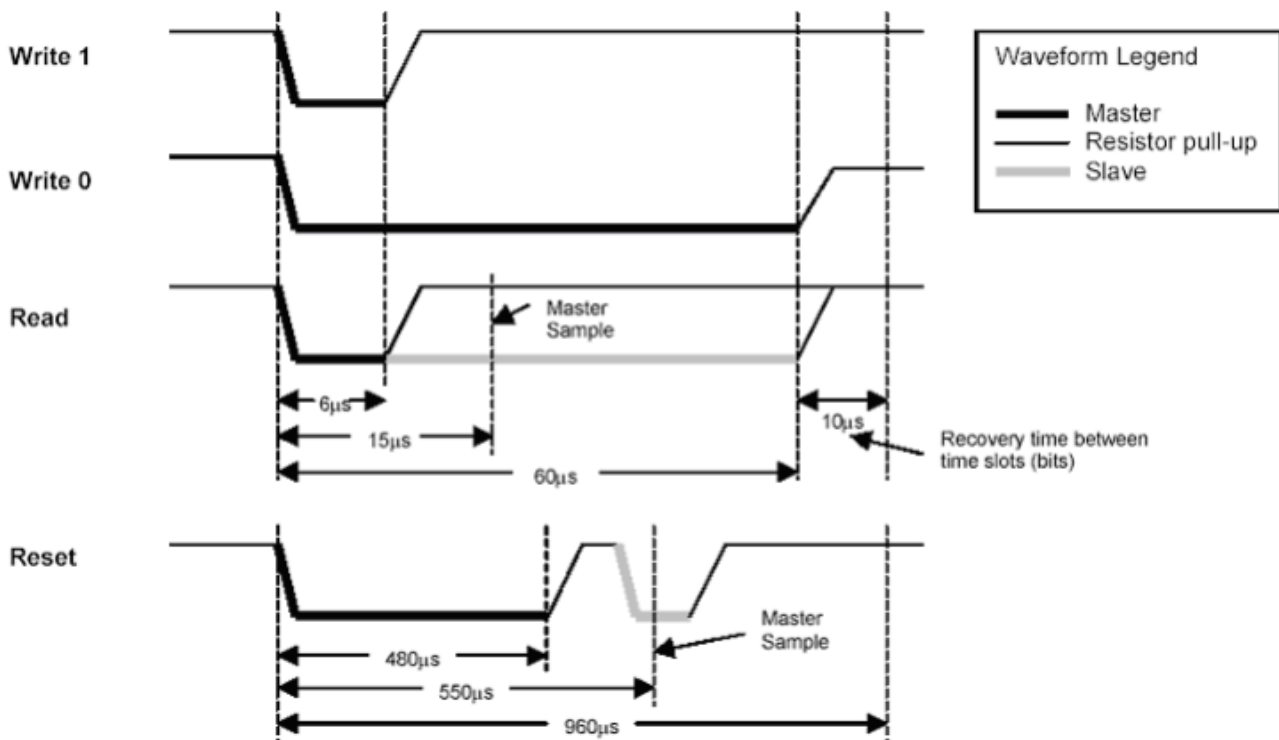 Write 1
Write 0
Read
Waveform Legend
Master
Resistor pull-up
Slave
Master
Sample
6μs
15μs
60μs
10μs
Recovery time between
time slots (bits)
Reset
Master
Sample
480μs
550μs
960μs